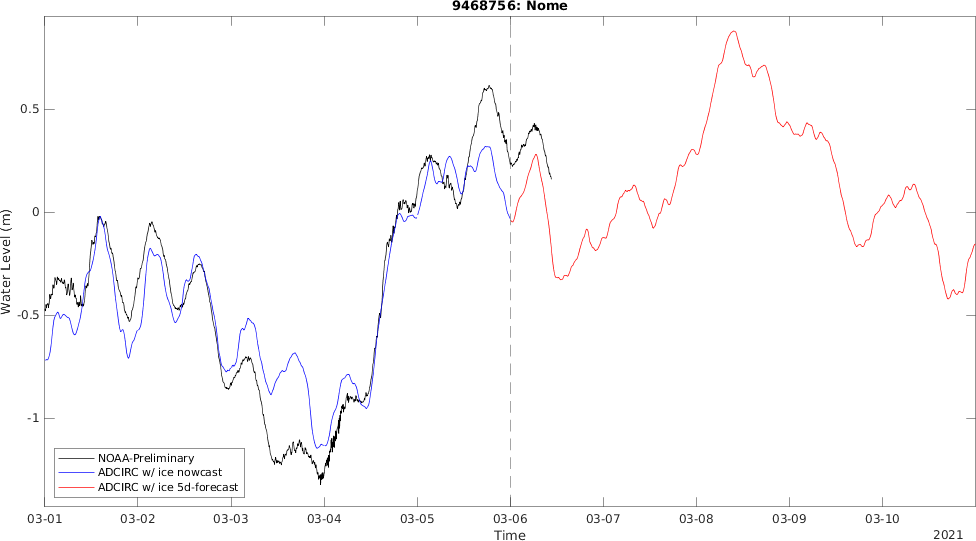 9468756: Nome
Water Level (m)
0.5
0
-0.5
-1
NOAA-Preliminary
ADCIRC w/ ice nowcast
ADCIRC w/ ice 5d-forecast
03-01 03-02 03-03 03-04 03-05 03-06 03-07 03-08 03-09 03-10
Time
2021